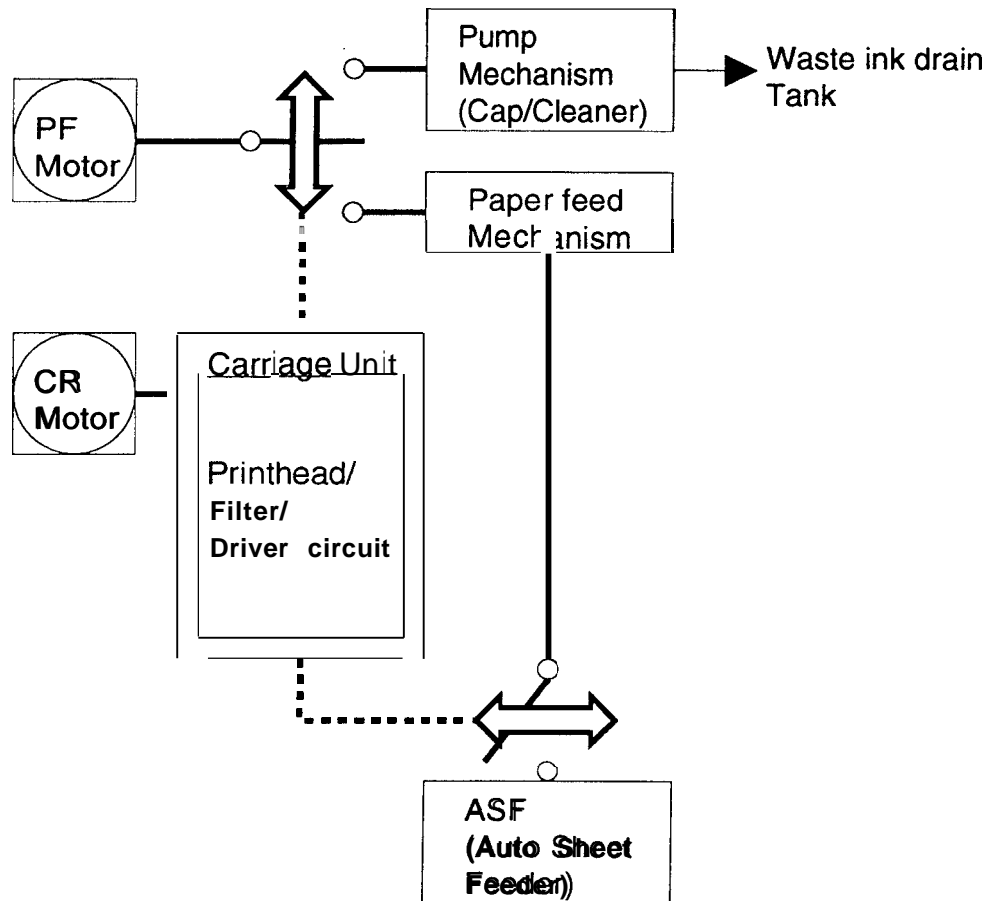 Pump
Mechanism
(Cap/Cleaner)
Waste ink drain
Tank
PF
Motor
Paper feed
Mechanism
CR
Motor
Carriage Unit
Printhead/
Filter/
Driver circuit
ASF
(Auto Sheet
Feeder)